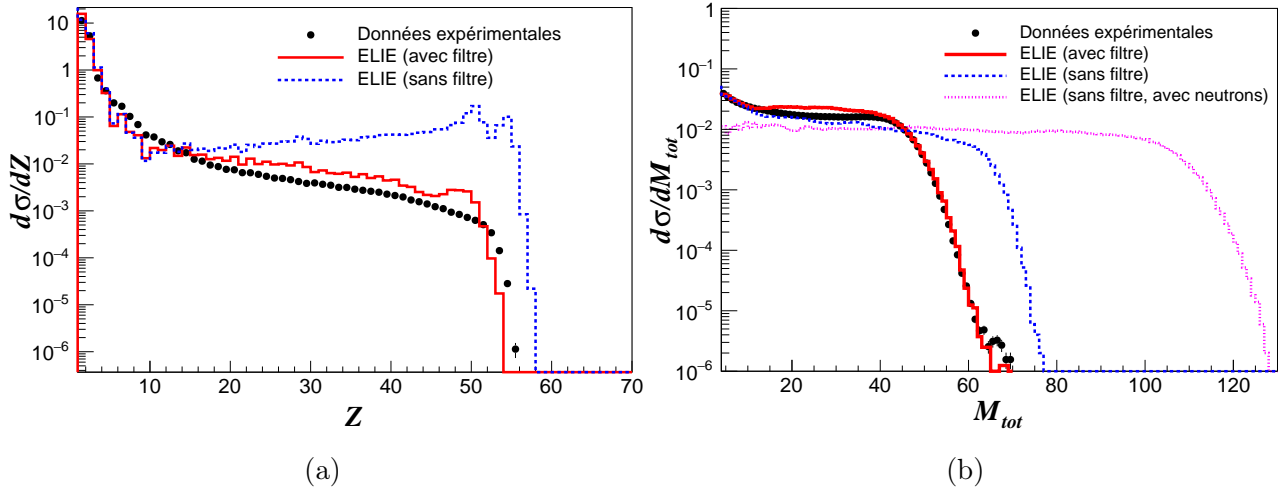 10
1
10⁻¹
10⁻²
10⁻³
10⁻⁴
10⁻⁵
10⁻⁶
dσ/dZ
Données expérimentales
ELIE (avec filtre)
ELIE (sans filtre)
10 20 30 40 50 60 70
Z
(a)
1
10⁻¹
10⁻²
10⁻³
10⁻⁴
10⁻⁵
10⁻⁶
dσ/dM_tot
Données expérimentales
ELIE (avec filtre)
ELIE (sans filtre)
ELIE (sans filtre, avec neutrons)
20 40 60 80 100 120
M_tot
(b)